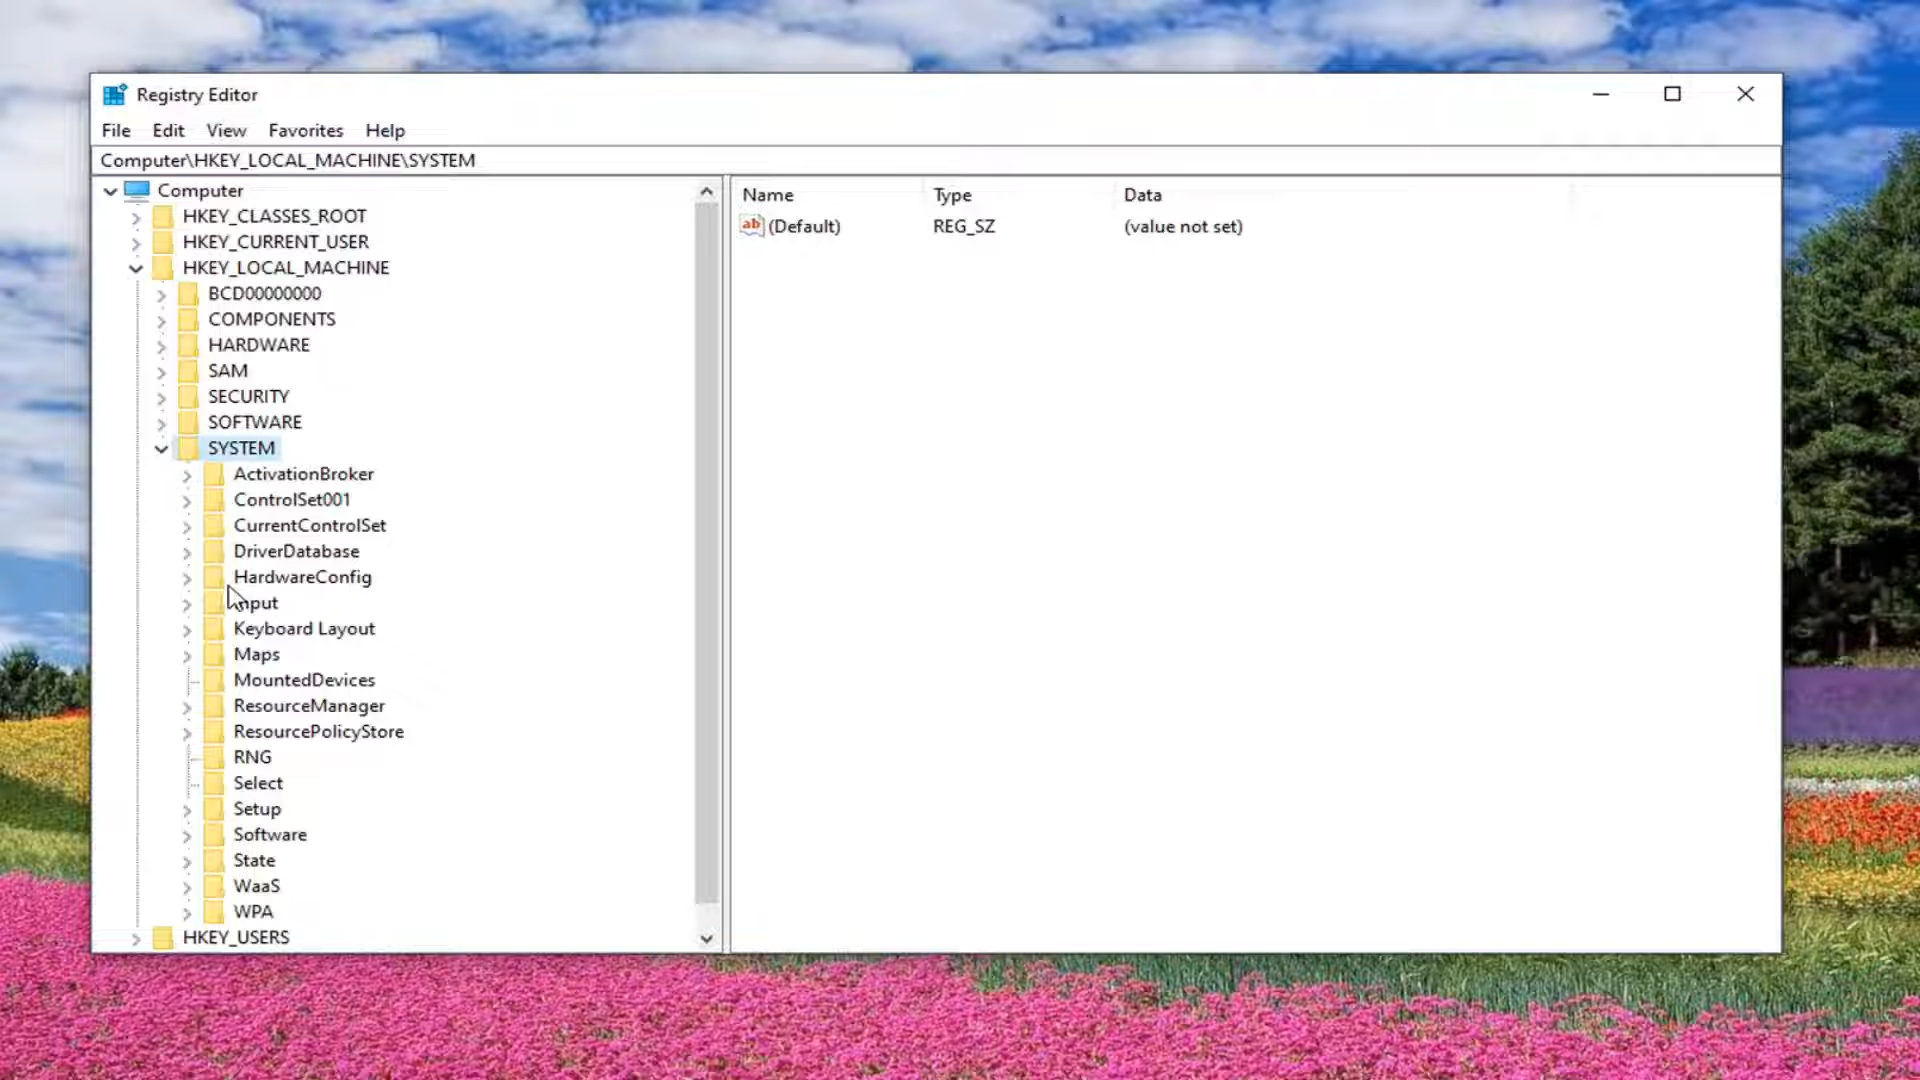 Registry Editor
File Edit View Favorites Help
Computer\HKEY_LOCAL_MACHINE\SYSTEM
Computer
HKEY_CLASSES_ROOT
HKEY_CURRENT_USER
HKEY_LOCAL_MACHINE
BCD00000000
COMPONENTS
HARDWARE
SAM
SECURITY
SOFTWARE
SYSTEM
ActivationBroker
ControlSet001
CurrentControlSet
DriverDatabase
HardwareConfig
Input
Keyboard Layout
Maps
MountedDevices
ResourceManager
ResourcePolicyStore
RNG
Select
Setup
Software
State
WaaS
WPA
HKEY_USERS
Name Type Data
ab (Default) REG_SZ (value not set)